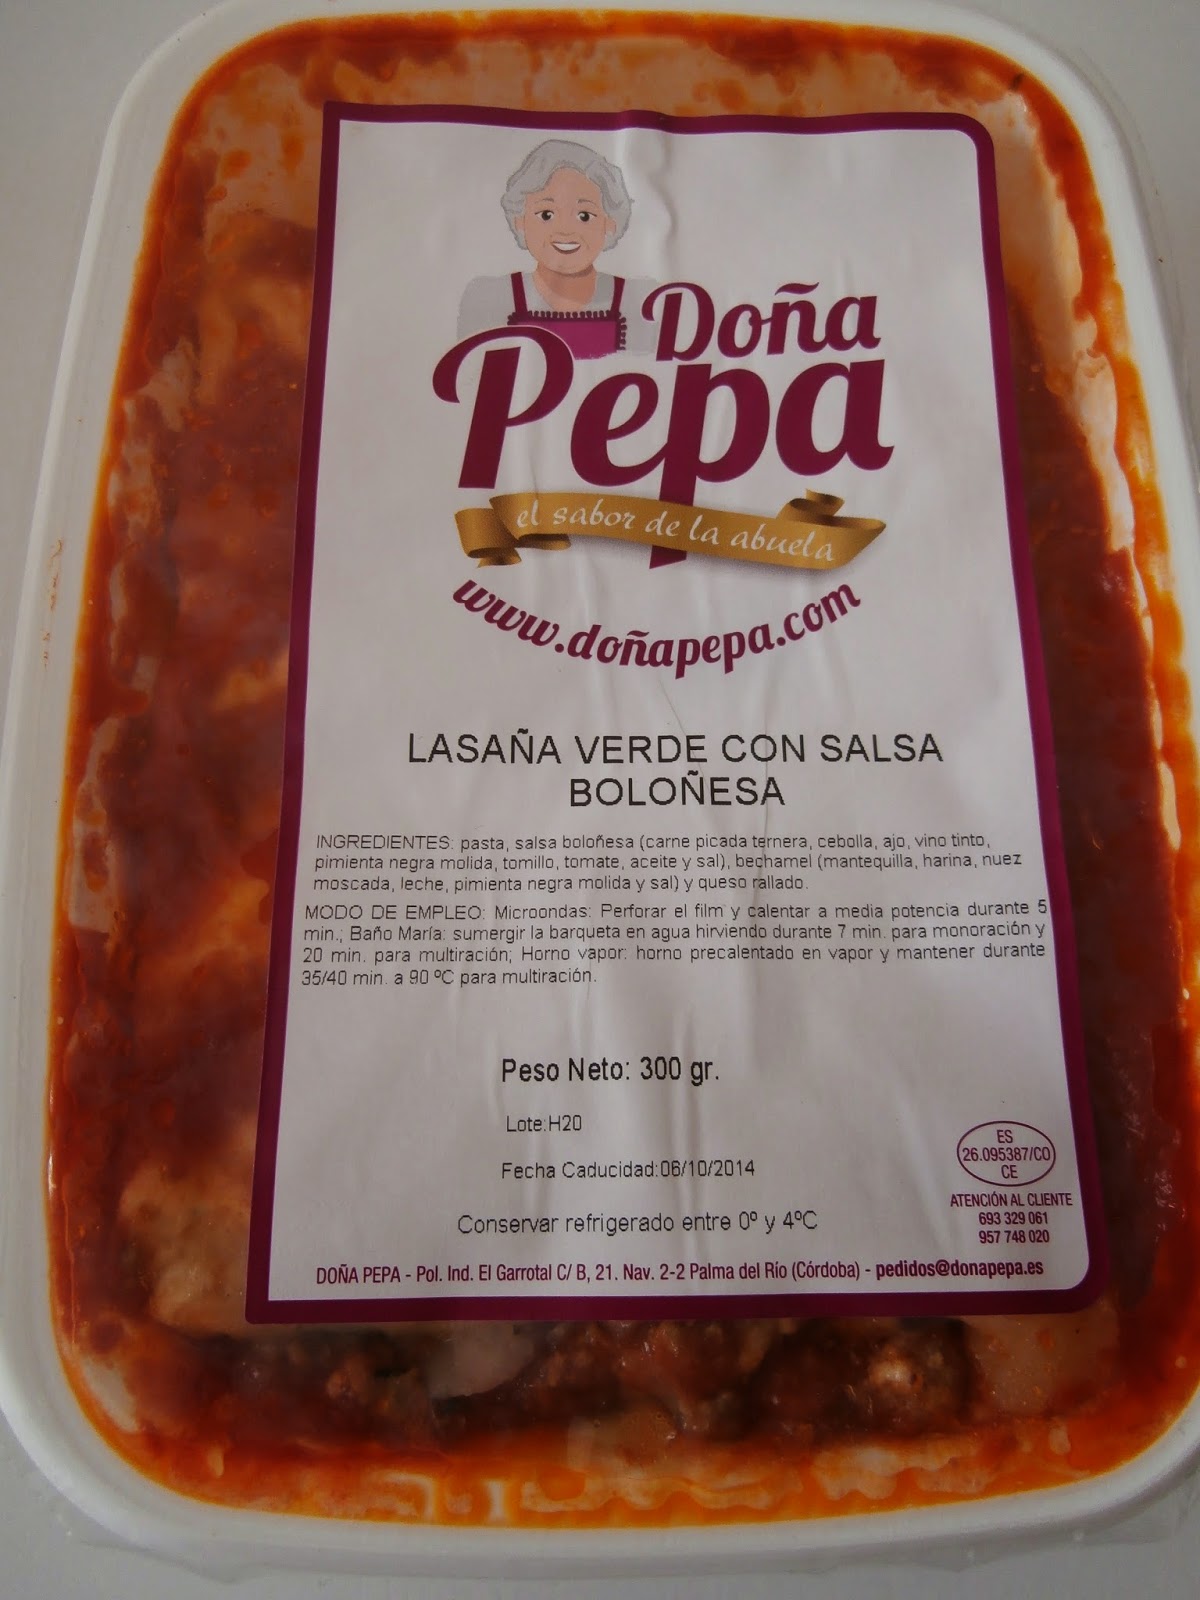 Doña
Pepa
el sabor de la abuela
www.doñapepa.com
LASAÑA VERDE CON SALSA
BOLOÑESA
INGREDIENTES: pasta, salsa boloñesa (carne picada ternera, cebolla, ajo, vino tinto,
pimienta negra molida, tomillo, tomate, aceite y sal), bechamel (mantequilla, harina, nuez
moscada, leche, pimienta negra molida y sal) y queso rallado.
MODO DE EMPLEO: Microondas: Perforar el film y calentar a media potencia durante 5
min.; Baño María: sumergir la barqueta en agua hirviendo durante 7 min. para monoración y
20 min. para multiración; Horno vapor: horno precalentado en vapor y mantener durante
35/40 min. a 90 ºC para multiración.
Peso Neto: 300 gr.
Lote:H20
Fecha Caducidad:06/10/2014
Conservar refrigerado entre 0º y 4ºC
ES
26.095387/CO
CE
ATENCIÓN AL CLIENTE
693 329 061
957 748 020
DOÑA PEPA - Pol. Ind. El Garrotal C/ B, 21. Nav. 2-2 Palma del Río (Córdoba) - pedidos@donapepa.es